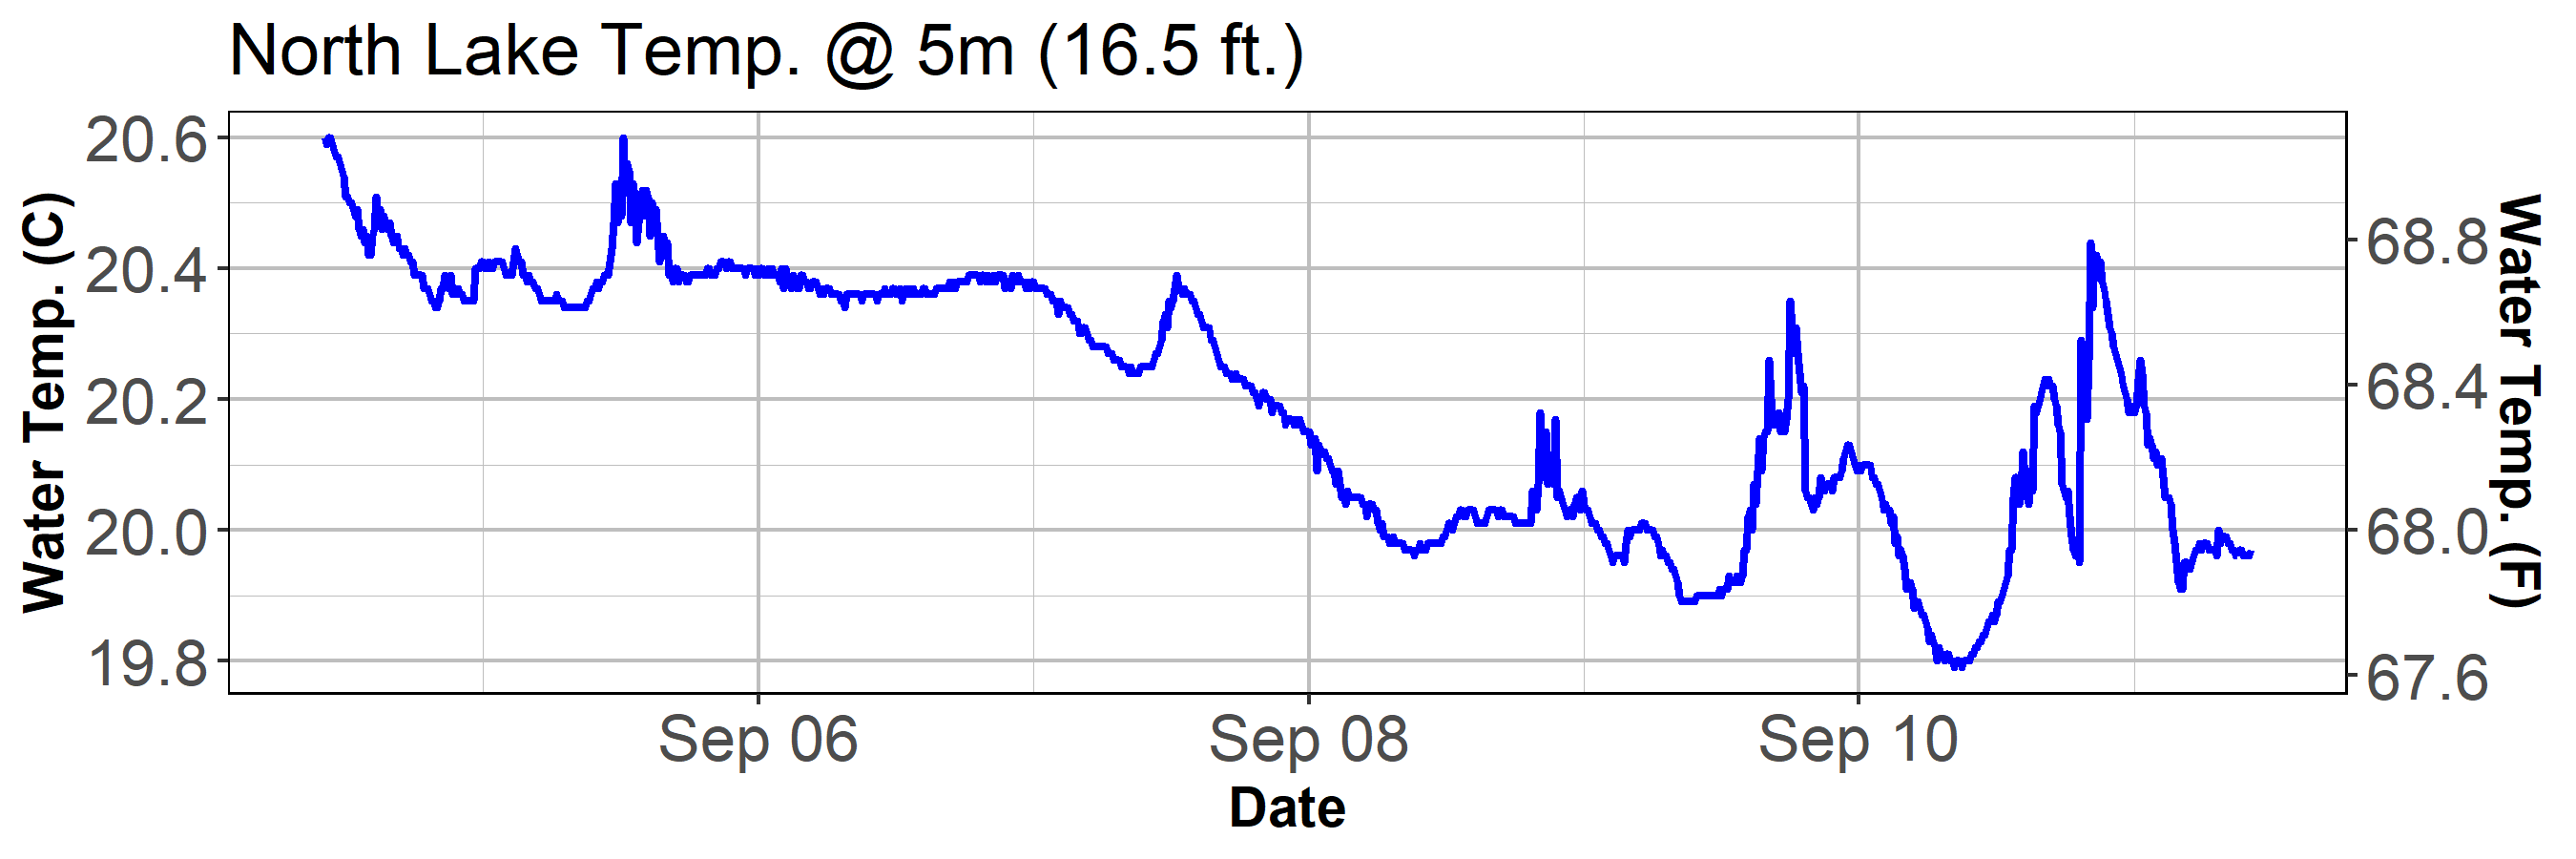 North Lake Temp. @ 5m (16.5 ft.)
Water Temp. (C)
20.6
20.4
20.2
20.0
19.8
Water Temp. (F)
68.8
68.4
68.0
67.6
Sep 06
Sep 08
Sep 10
Date